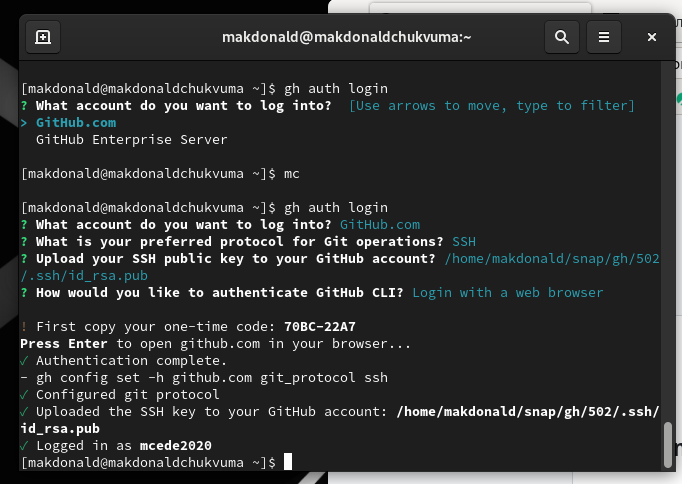 makdonald@makdonaldchukvuma:~
[makdonald@makdonaldchukvuma ~]$ gh auth login
? What account do you want to log into?  [Use arrows to move, type to filter]
> GitHub.com
  GitHub Enterprise Server
[makdonald@makdonaldchukvuma ~]$ mc
[makdonald@makdonaldchukvuma ~]$ gh auth login
? What account do you want to log into? GitHub.com
? What is your preferred protocol for Git operations? SSH
? Upload your SSH public key to your GitHub account? /home/makdonald/snap/gh/502
/.ssh/id_rsa.pub
? How would you like to authenticate GitHub CLI? Login with a web browser
! First copy your one-time code: 70BC-22A7
Press Enter to open github.com in your browser...
✓ Authentication complete.
- gh config set -h github.com git_protocol ssh
✓ Configured git protocol
✓ Uploaded the SSH key to your GitHub account: /home/makdonald/snap/gh/502/.ssh/
id_rsa.pub
✓ Logged in as mcede2020
[makdonald@makdonaldchukvuma ~]$